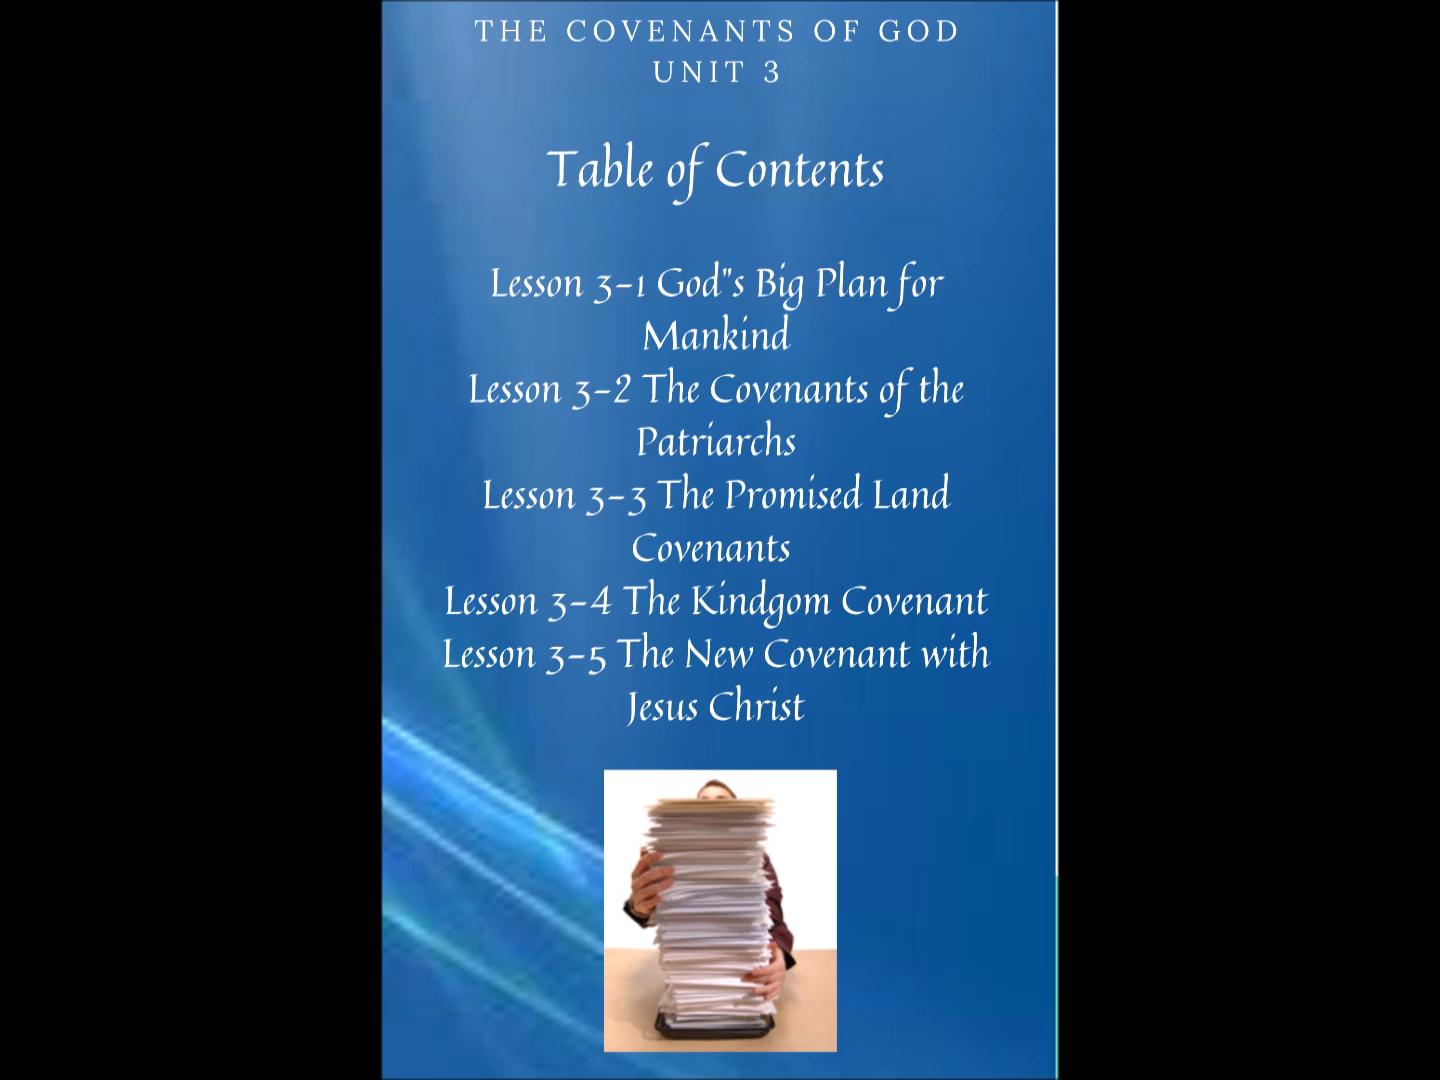 THE COVENANTS OF GOD
UNIT 3
Table of Contents
Lesson 3-1 God"s Big Plan for
Mankind
Lesson 3-2 The Covenants of the
Patriarchs
Lesson 3-3 The Promised Land
Covenants
Lesson 3-4 The Kindgom Covenant
Lesson 3-5 The New Covenant with
Jesus Christ